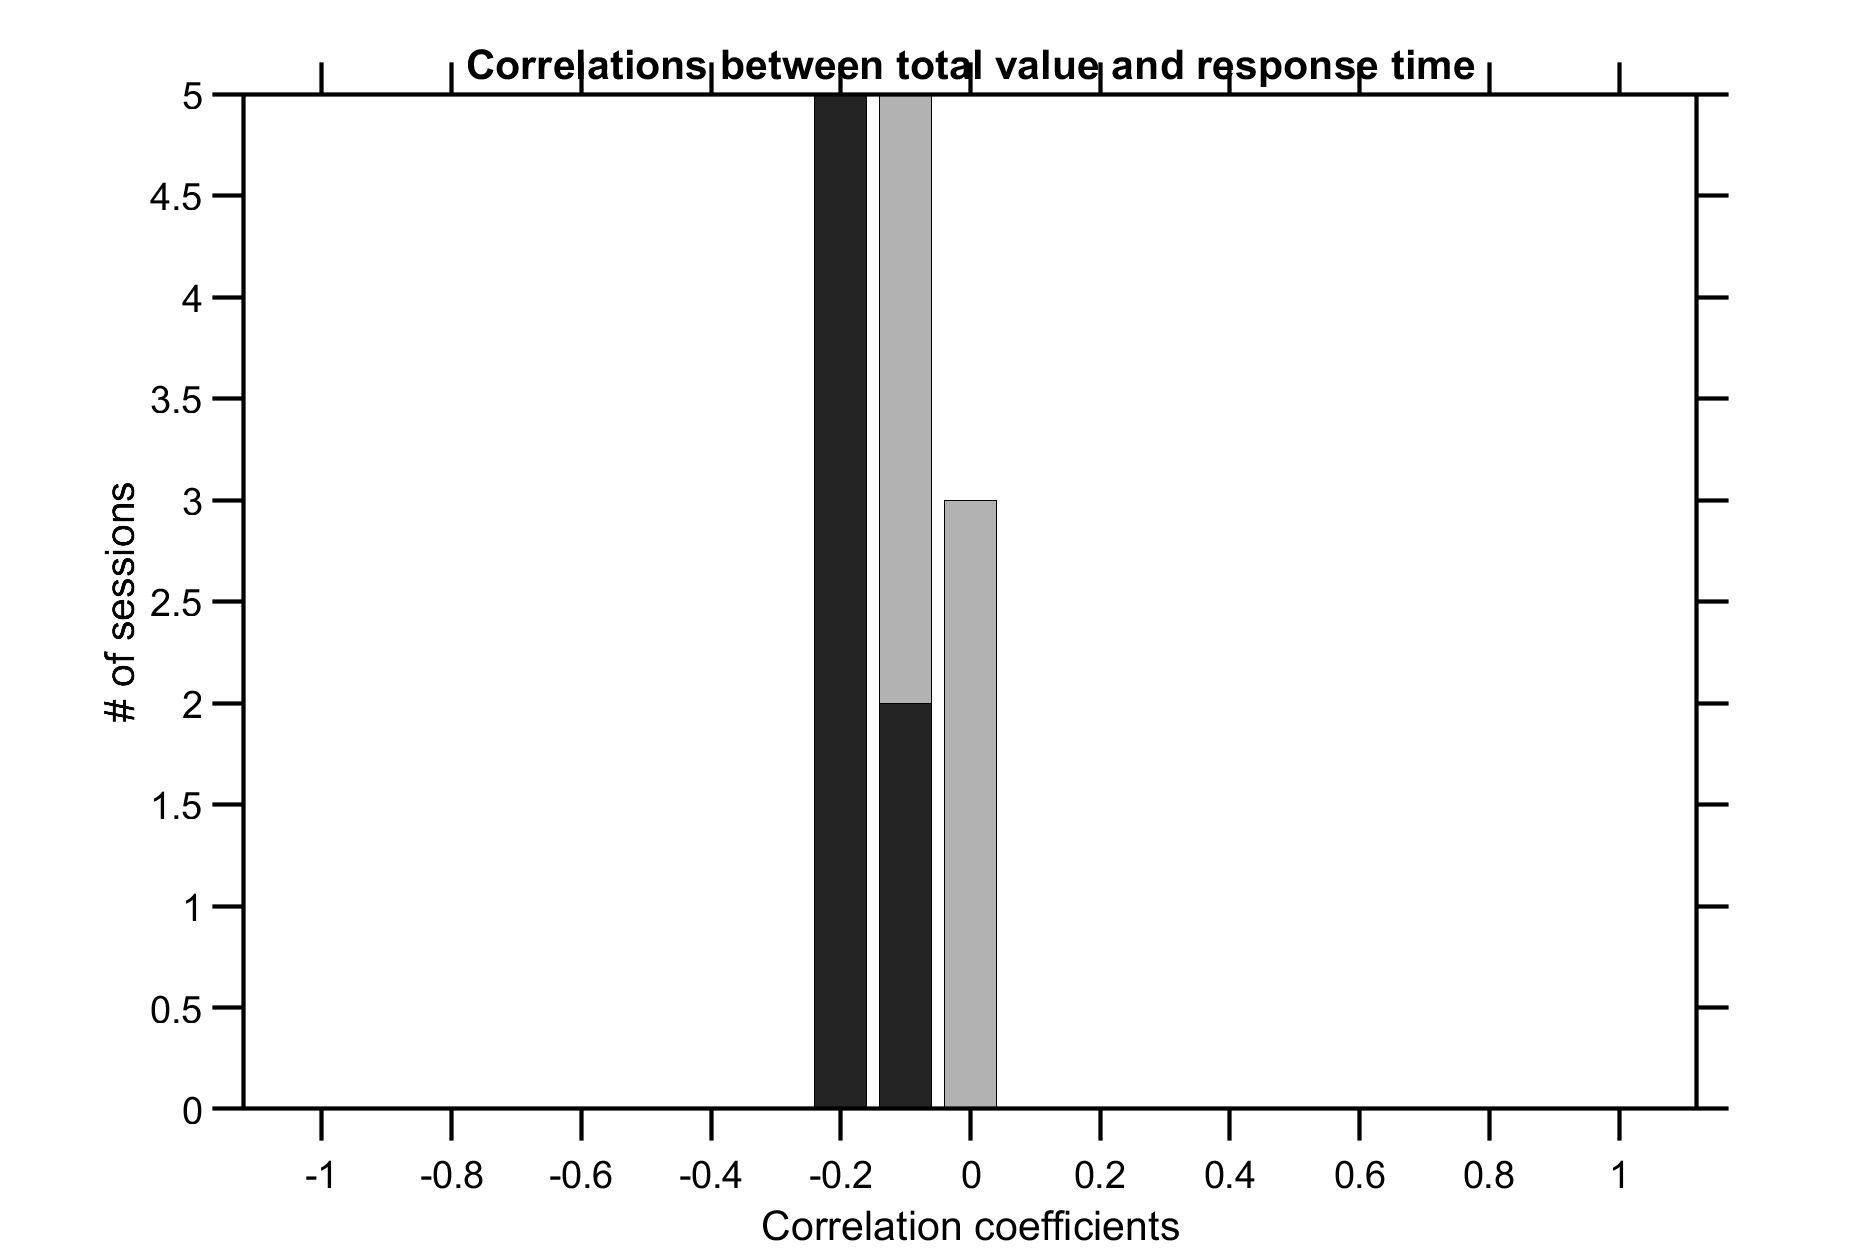 Correlations between total value and response time
5
4.5
4
3.5
3
2.5
2
1.5
1
0.5
0
# of sessions
-1 -0.8 -0.6 -0.4 -0.2 0 0.2 0.4 0.6 0.8 1
Correlation coefficients